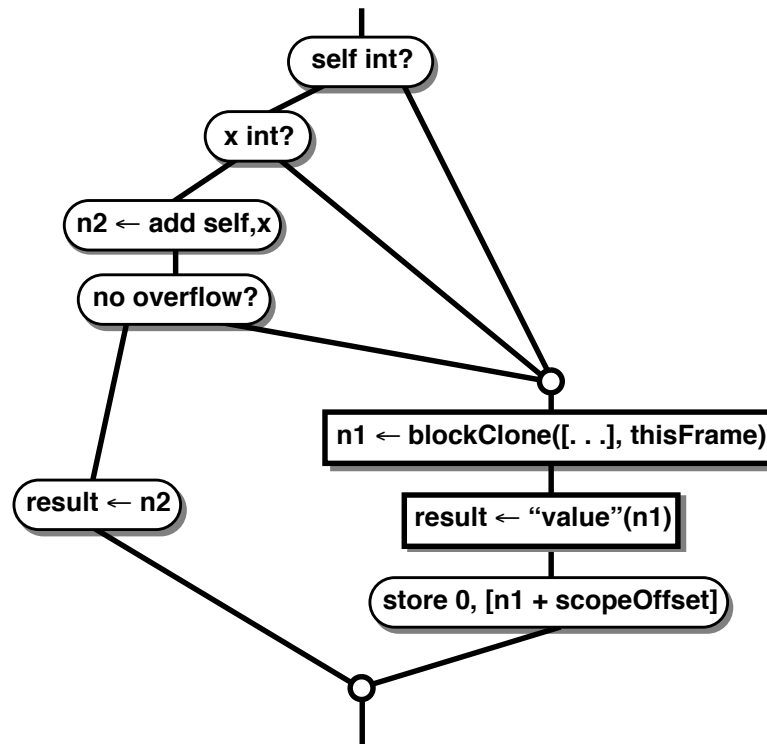 self int?
x int?
n2 ← add self,x
no overflow?
n1 ← blockClone([. . .], thisFrame)
result ← n2
result ← “value”(n1)
store 0, [n1 + scopeOffset]